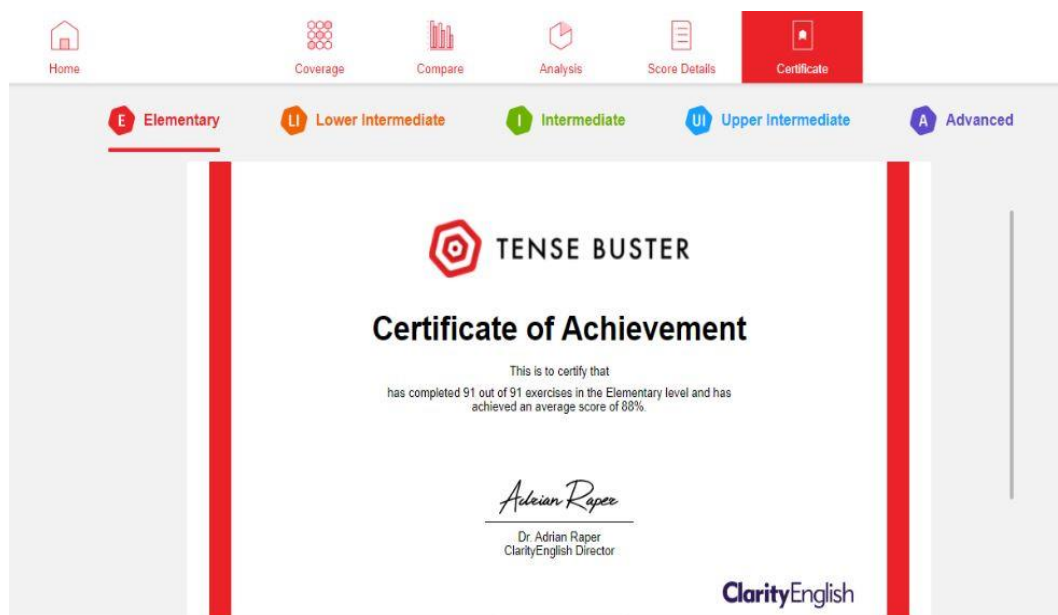 Home
Coverage
Compare
Analysis
Score Details
Certificate
E Elementary
LI Lower Intermediate
I Intermediate
UI Upper Intermediate
A Advanced
TENSE BUSTER
Certificate of Achievement
This is to certify that
has completed 91 out of 91 exercises in the Elementary level and has
achieved an average score of 88%.
Adrian Raper
Dr. Adrian Raper
ClarityEnglish Director
ClarityEnglish